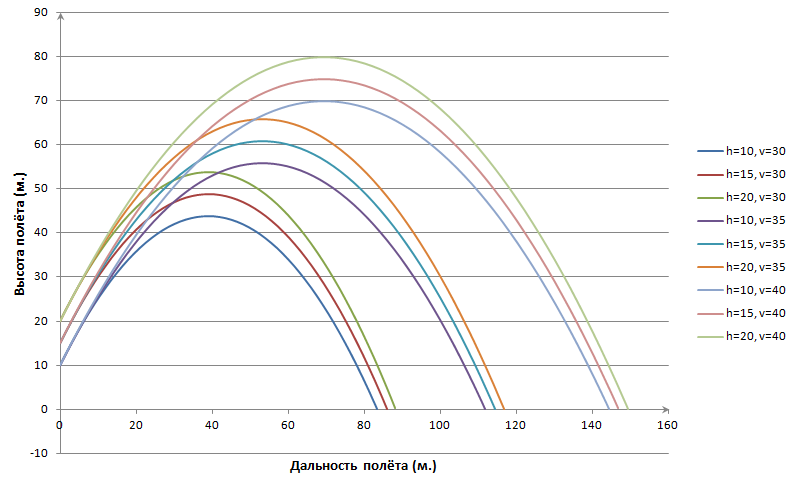 90
80
70
60
50
40
30
20
10
0
-10
0 20 40 60 80 100 120 140 160
Высота полёта (м.)
Дальность полёта (м.)
h=10, v=30
h=15, v=30
h=20, v=30
h=10, v=35
h=15, v=35
h=20, v=35
h=10, v=40
h=15, v=40
h=20, v=40